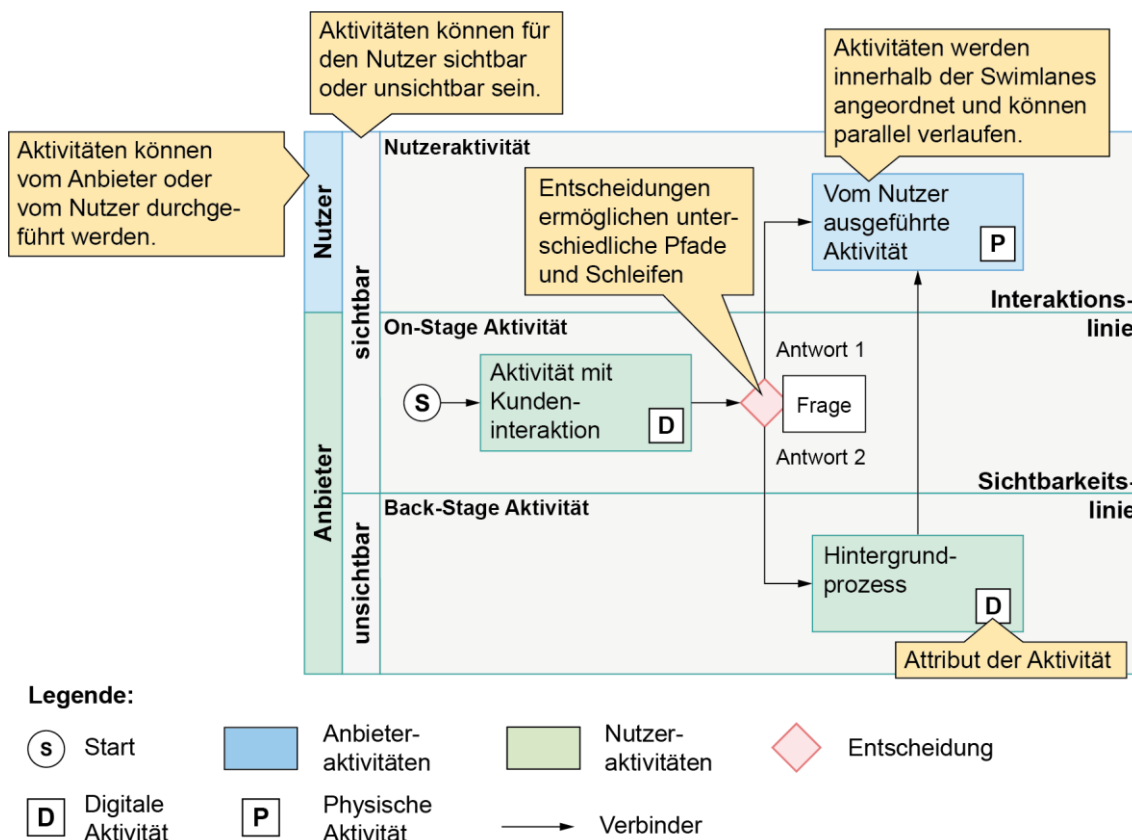 Aktivitäten können für
den Nutzer sichtbar
oder unsichtbar sein.
Aktivitäten werden
innerhalb der Swimlanes
angeordnet und können
parallel verlaufen.
Aktivitäten können
vom Anbieter oder
vom Nutzer durchge-
führt werden.
Nutzer
sichtbar
Nutzeraktivität
Entscheidungen
ermöglichen unter-
schiedliche Pfade
und Schleifen
Vom Nutzer
ausgeführte
Aktivität
P
Interaktions-
linie
Anbieter
On-Stage Aktivität
S
Aktivität mit
Kunden-
interaktion
D
Antwort 1
Frage
Antwort 2
Sichtbarkeits-
linie
unsichtbar
Back-Stage Aktivität
Hintergrund-
prozess
D
Attribut der Aktivität
Legende:
S Start
Anbieter-
aktivitäten
Nutzer-
aktivitäten
Entscheidung
D Digitale
Aktivität
P Physische
Aktivität
Verbinder